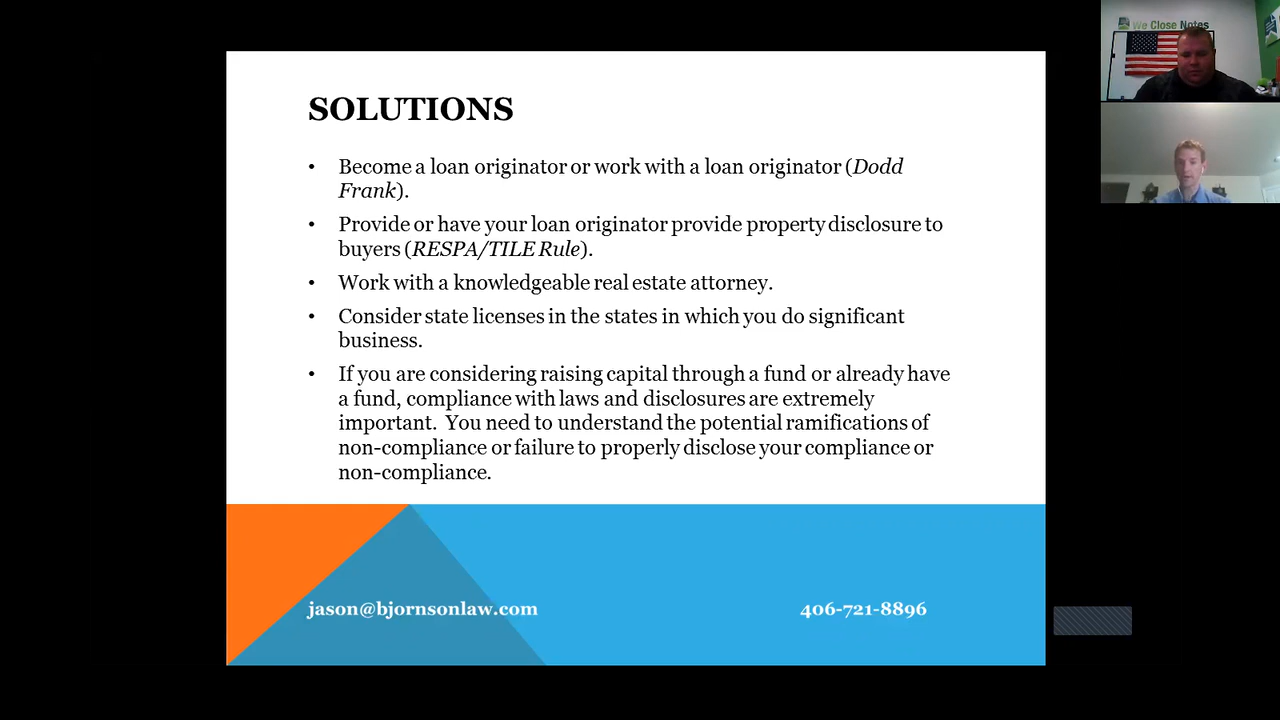 We Close Notes
SOLUTIONS
• Become a loan originator or work with a loan originator (Dodd
Frank).
• Provide or have your loan originator provide property disclosure to
buyers (RESPA/TILE Rule).
• Work with a knowledgeable real estate attorney.
• Consider state licenses in the states in which you do significant
business.
• If you are considering raising capital through a fund or already have
a fund, compliance with laws and disclosures are extremely
important. You need to understand the potential ramifications of
non-compliance or failure to properly disclose your compliance or
non-compliance.
jason@bjornsonlaw.com
406-721-8896